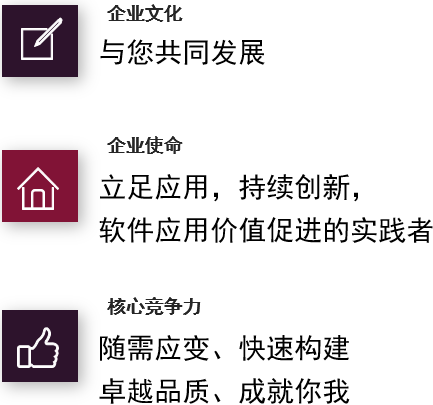 企业文化
与您共同发展
企业使命
立足应用，持续创新，
软件应用价值促进的实践者
核心竞争力
随需应变、快速构建
卓越品质、成就你我